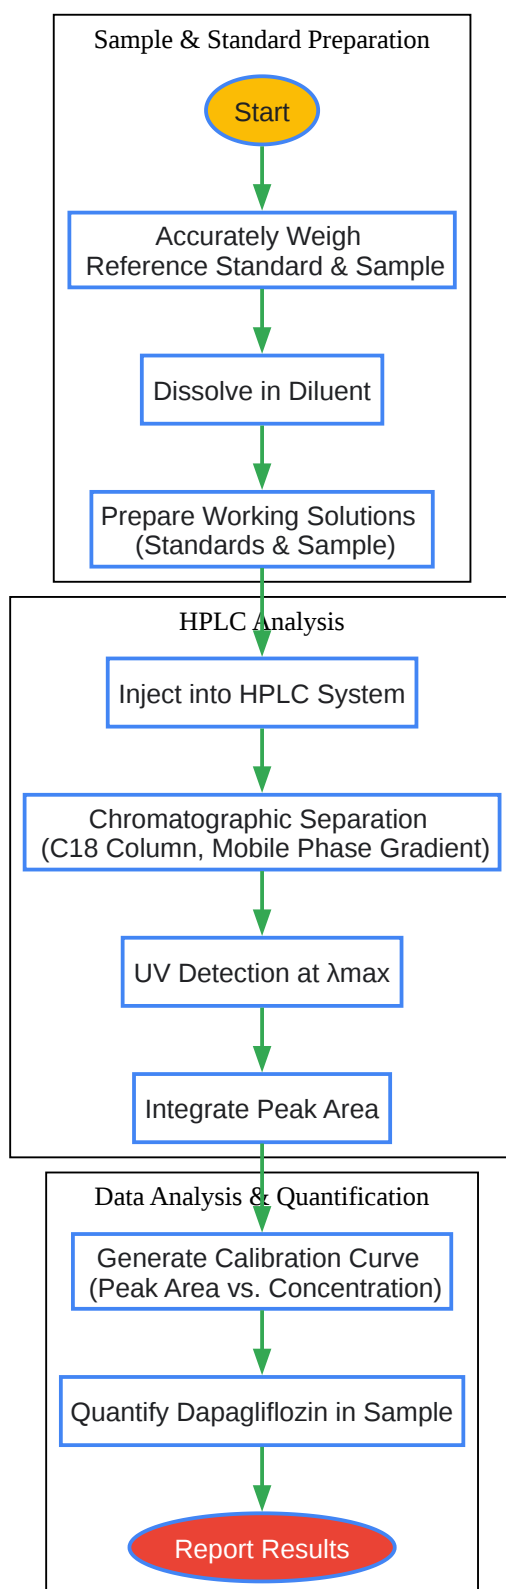 Sample & Standard Preparation
Start
Accurately Weigh
Reference Standard & Sample
Dissolve in Diluent
Prepare Working Solutions
(Standards & Sample)
HPLC Analysis
Inject into HPLC System
Chromatographic Separation
(C18 Column, Mobile Phase Gradient)
UV Detection at λmax
Integrate Peak Area
Data Analysis & Quantification
Generate Calibration Curve
(Peak Area vs. Concentration)
Quantify Dapagliflozin in Sample
Report Results